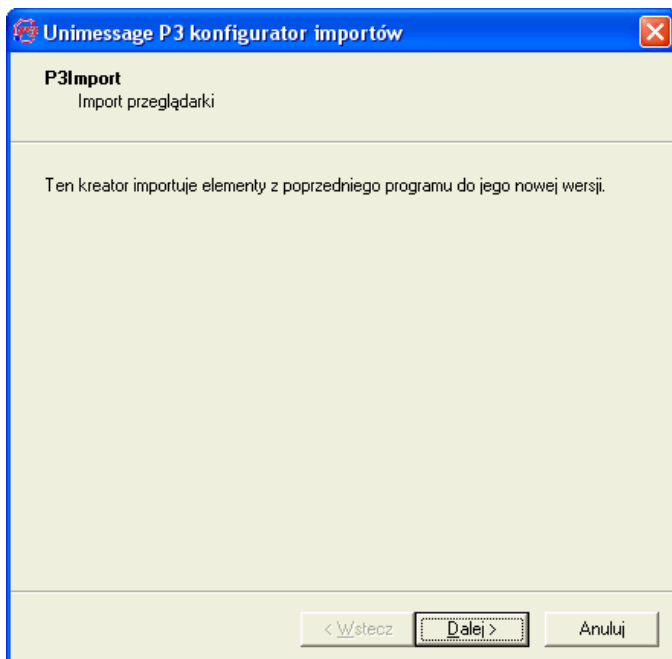 Unimessage P3 konfigurator importów
P3Import
Import przeglądarki
Ten kreator importuje elementy z poprzedniego programu do jego nowej wersji.
< Wstecz Dalej > Anuluj